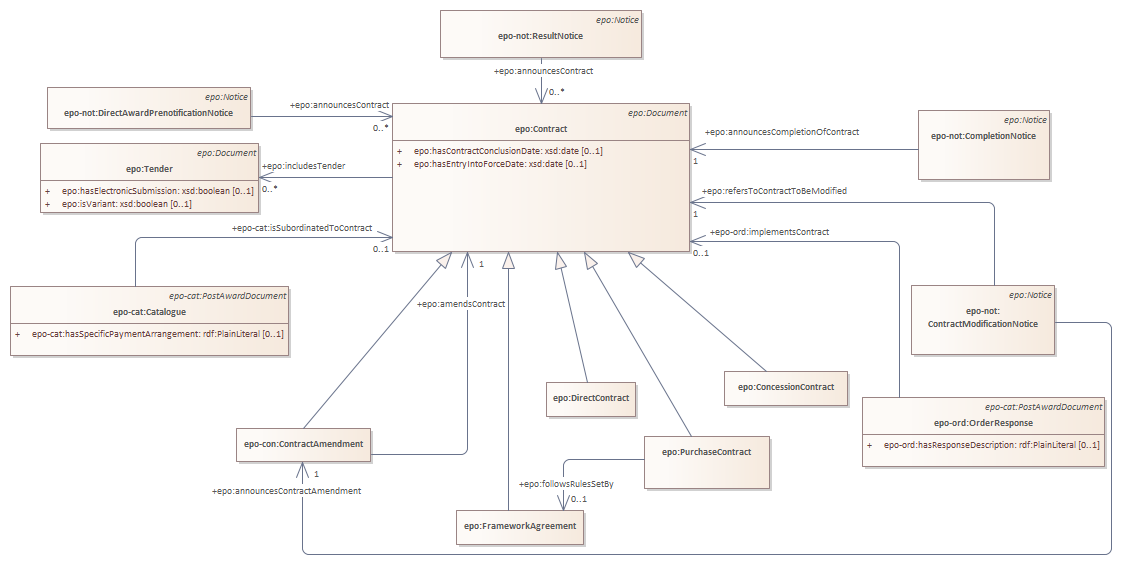 epo:Notice
epo-not:ResultNotice
+epo:announcesContract
0..*
epo:Notice
epo-not:DirectAwardPrenotificationNotice
+epo:announcesContract
0..*
epo:Document
epo:Contract
+ epo:hasContractConclusionDate: xsd:date [0..1]
+ epo:hasEntryIntoForceDate: xsd:date [0..1]
epo:Notice
epo-not:CompletionNotice
+epo:announcesCompletionOfContract
1
epo:Document
epo:Tender
+ epo:hasElectronicSubmission: xsd:boolean [0..1]
+ epo:isVariant: xsd:boolean [0..1]
+epo:includesTender
0..*
+epo:refersToContractToBeModified
1
+epo-cat:isSubordinatedToContract
0..1
+epo-ord:implementsContract
0..1
epo-cat:PostAwardDocument
epo-cat:Catalogue
+ epo-cat:hasSpecificPaymentArrangement: rdf:PlainLiteral [0..1]
1
+epo:amendsContract
epo:Notice
epo-not:
ContractModificationNotice
epo:DirectContract
epo:ConcessionContract
epo-cat:PostAwardDocument
epo-ord:OrderResponse
+ epo-ord:hasResponseDescription: rdf:PlainLiteral [0..1]
epo-con:ContractAmendment
epo:PurchaseContract
1
+epo:announcesContractAmendment
+epo:followsRulesSetBy
0..1
epo:FrameworkAgreement